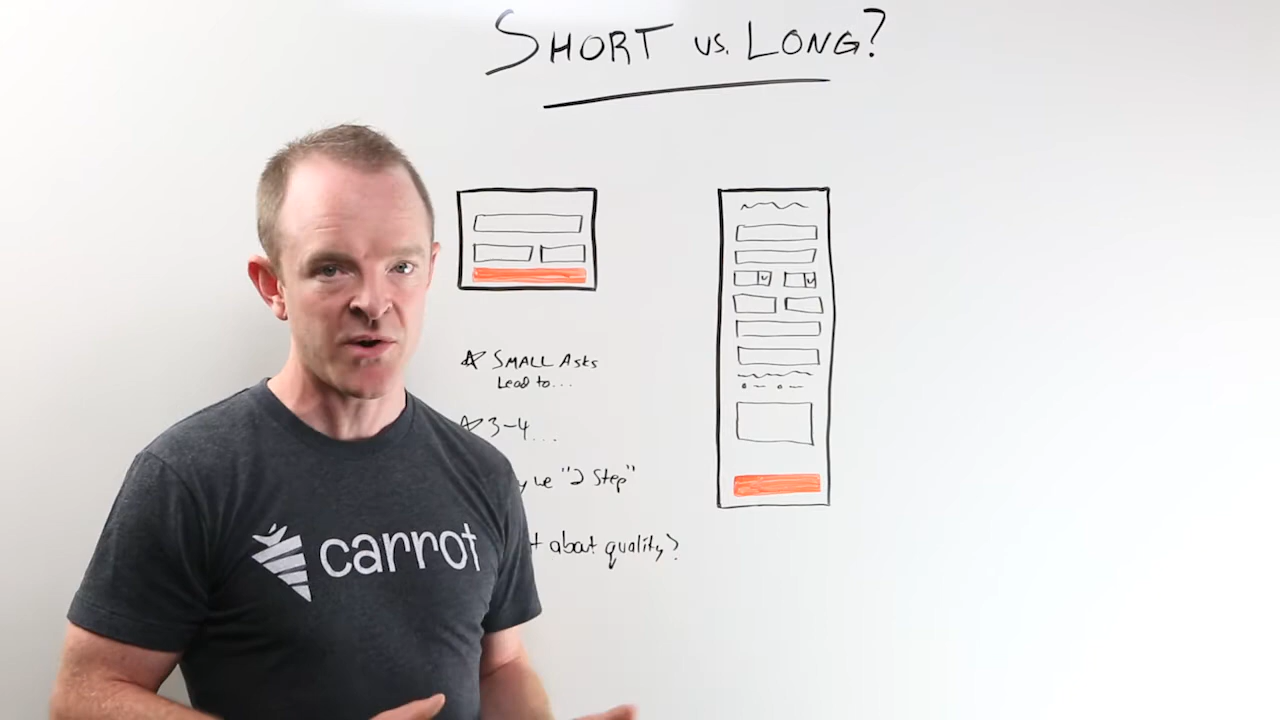 SHORT vs. LONG?
SMALL Asks
Lead to...
3-4...
"2 Step"
about quality?
carrot